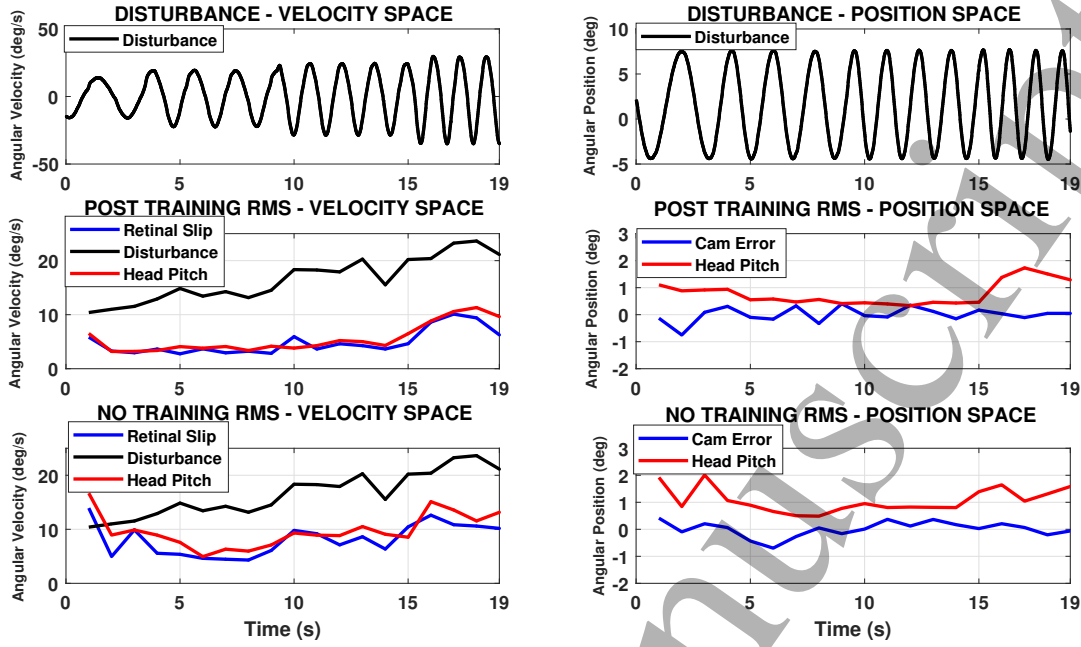 DISTURBANCE - VELOCITY SPACE
Angular Velocity (deg/s)
50
0
-50
Disturbance
0 5 10 15 19
DISTURBANCE - POSITION SPACE
Angular Position (deg)
10
5
0
-5
Disturbance
0 5 10 15 19
POST TRAINING RMS - VELOCITY SPACE
Angular Velocity (deg/s)
20
10
0
Retinal Slip
Disturbance
Head Pitch
0 5 10 15 19
POST TRAINING RMS - POSITION SPACE
Angular Position (deg)
3
2
1
0
-1
-2
Cam Error
Head Pitch
0 5 10 15 19
NO TRAINING RMS - VELOCITY SPACE
Angular Velocity (deg/s)
20
10
0
Retinal Slip
Disturbance
Head Pitch
0 5 10 15 19
Time (s)
NO TRAINING RMS - POSITION SPACE
Angular Position (deg)
3
2
1
0
-1
-2
Cam Error
Head Pitch
0 5 10 15 19
Time (s)
nuscrip